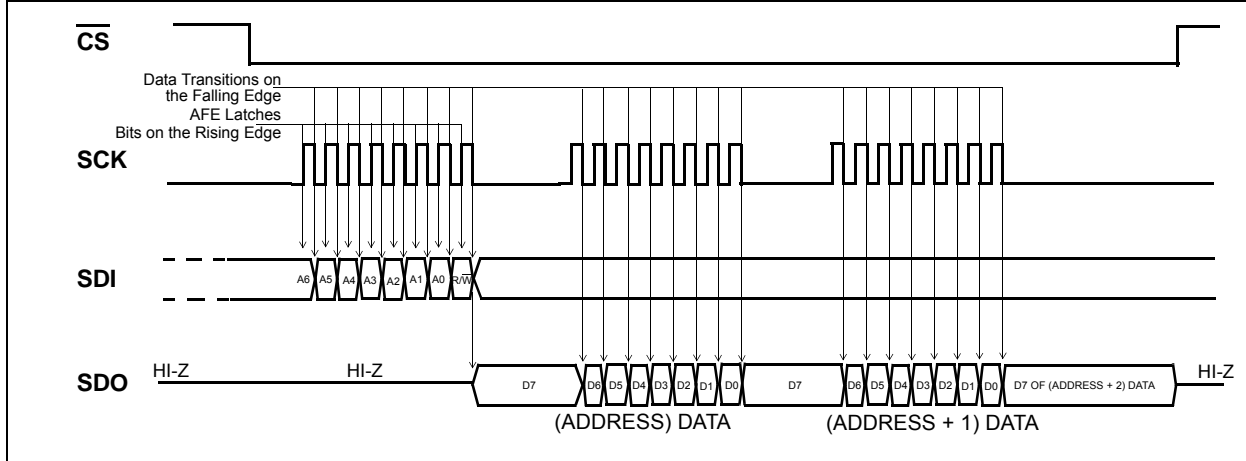 CS
Data Transitions on
the Falling Edge
AFE Latches
Bits on the Rising Edge
SCK
SDI
A6 A5 A4 A3 A2 A1 A0 R/W
SDO
HI-Z HI-Z D7 D6 D5 D4 D3 D2 D1 D0 D7 D6 D5 D4 D3 D2 D1 D0 D7 OF (ADDRESS + 2) DATA HI-Z
(ADDRESS) DATA (ADDRESS + 1) DATA